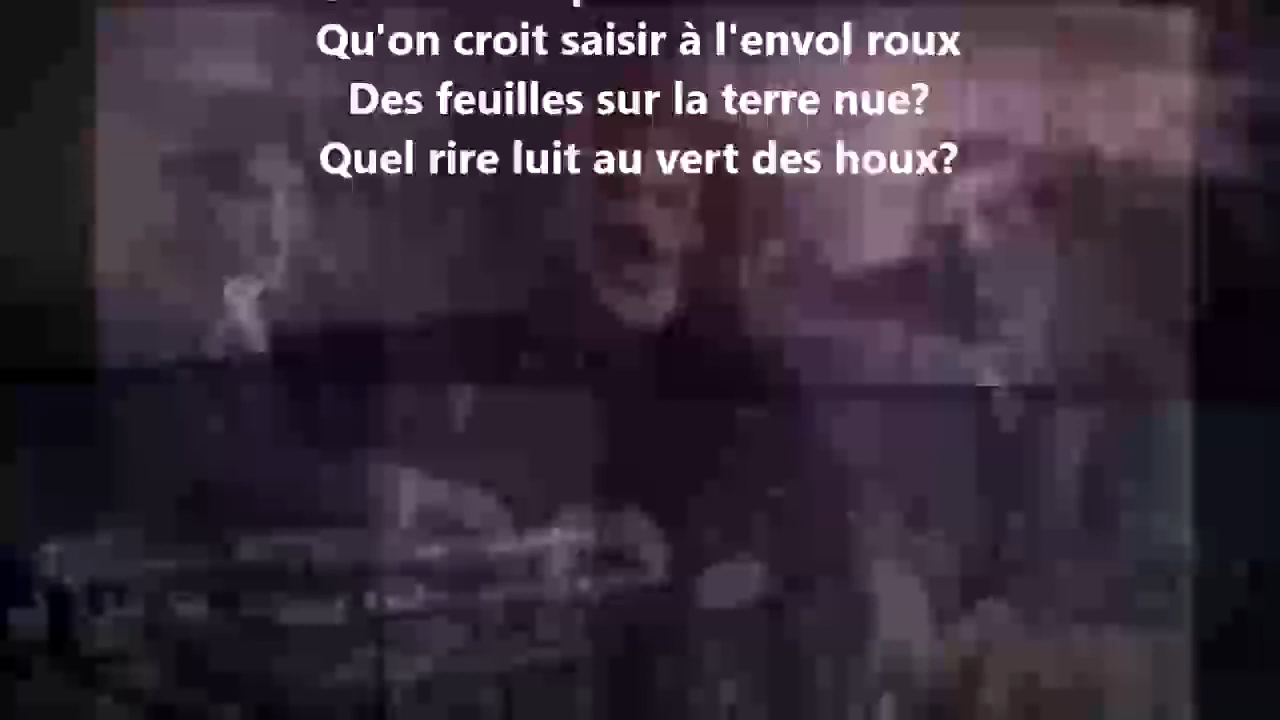 Qu'on croit saisir à l'envol roux
Des feuilles sur la terre nue?
Quel rire luit au vert des houx?